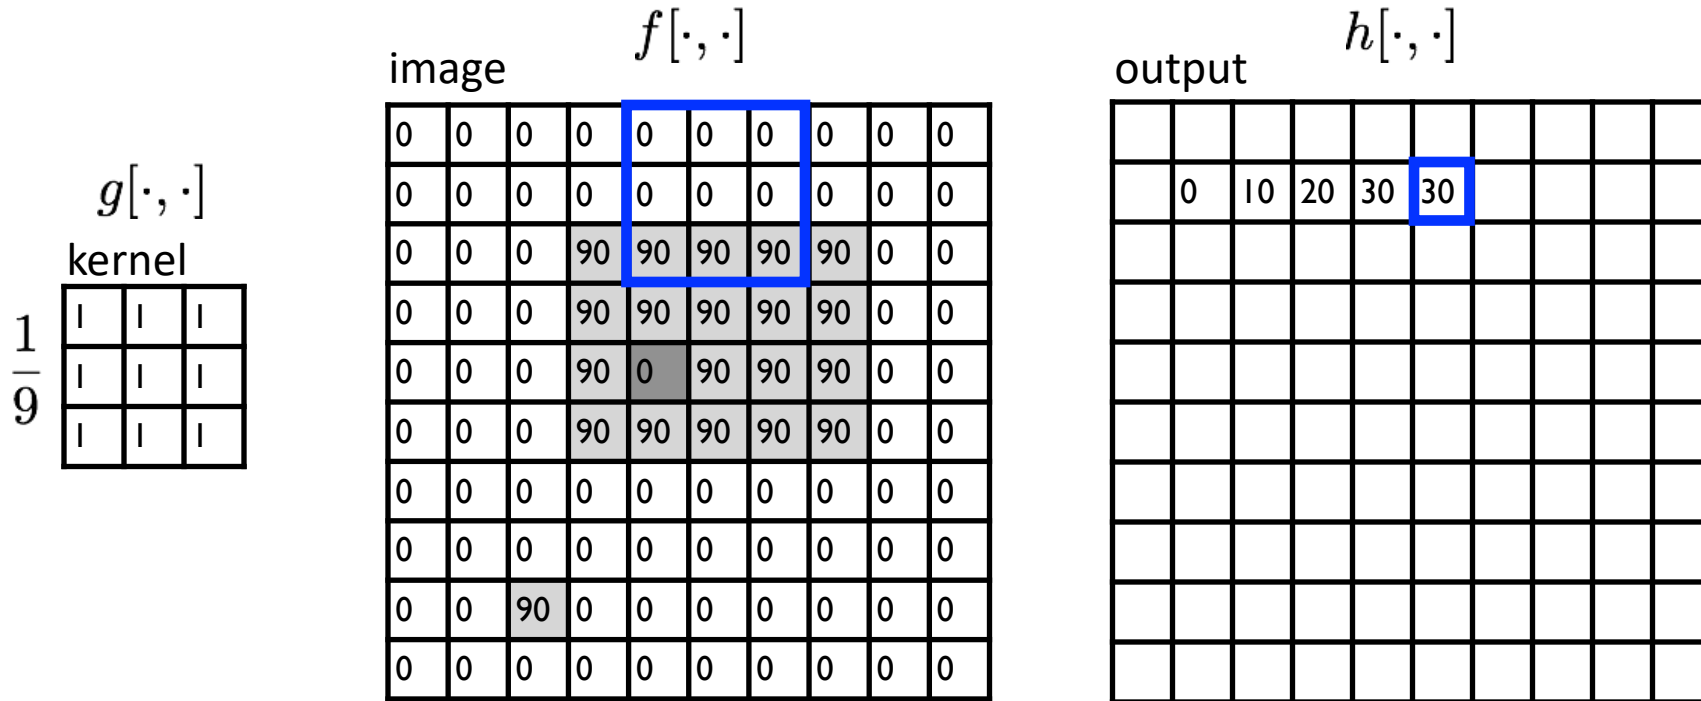 f[·, ·]
h[·, ·]
image
output
g[·, ·]
kernel
1
9
1 1 1
1 1 1
1 1 1
0 0 0 0 0 0 0 0 0 0
0 0 0 0 0 0 0 0 0 0
0 0 0 90 90 90 90 90 0 0
0 0 0 90 90 90 90 90 0 0
0 0 0 90 0 90 90 90 0 0
0 0 0 90 90 90 90 90 0 0
0 0 0 0 0 0 0 0 0 0
0 0 0 0 0 0 0 0 0 0
0 0 90 0 0 0 0 0 0 0
0 0 0 0 0 0 0 0 0 0
0 10 20 30 30